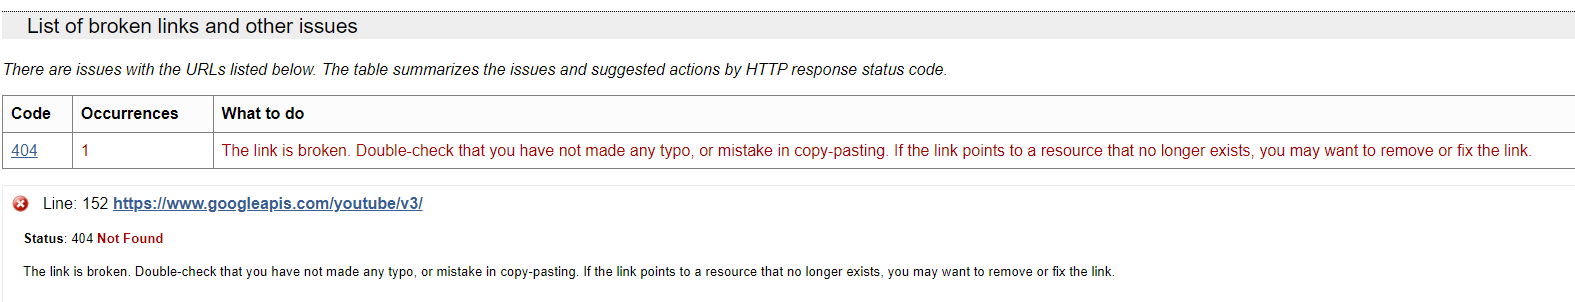 List of broken links and other issues
There are issues with the URLs listed below. The table summarizes the issues and suggested actions by HTTP response status code.
Code Occurrences What to do
404 1 The link is broken. Double-check that you have not made any typo, or mistake in copy-pasting. If the link points to a resource that no longer exists, you may want to remove or fix the link.
Line: 152 https://www.googleapis.com/youtube/v3/
Status: 404 Not Found
The link is broken. Double-check that you have not made any typo, or mistake in copy-pasting. If the link points to a resource that no longer exists, you may want to remove or fix the link.